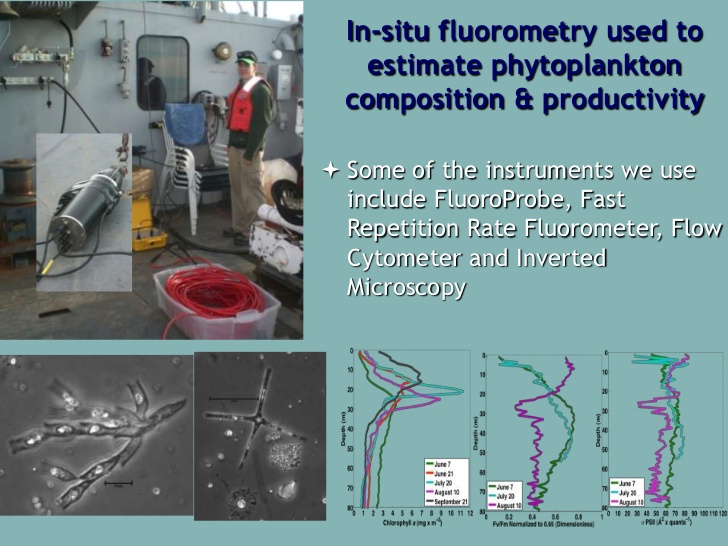 In-situ fluorometry used to
estimate phytoplankton
composition & productivity
Some of the instruments we use
include FluoroProbe, Fast
Repetition Rate Fluorometer, Flow
Cytometer and Inverted
Microscopy
0
10
20
30
40
50
60
70
80
Depth (m)
June 7
June 21
July 20
August 10
September 21
0 1 2 3 4 5 6 7 8 9 10 11 12
Chlorophyll a (mg x m⁻³)
0
10
20
30
40
50
60
70
80
Depth (m)
June 7
July 20
August 10
0 0.2 0.4 0.6 0.8 1
Fv/Fm Normalized to 0.65 (Dimensionless)
0
10
20
30
40
50
60
70
80
Depth (m)
June 7
July 20
August 10
0 10 20 30 40 50 60 70 80 90 100 110 120
σ PSII (Å² x quanta⁻¹)